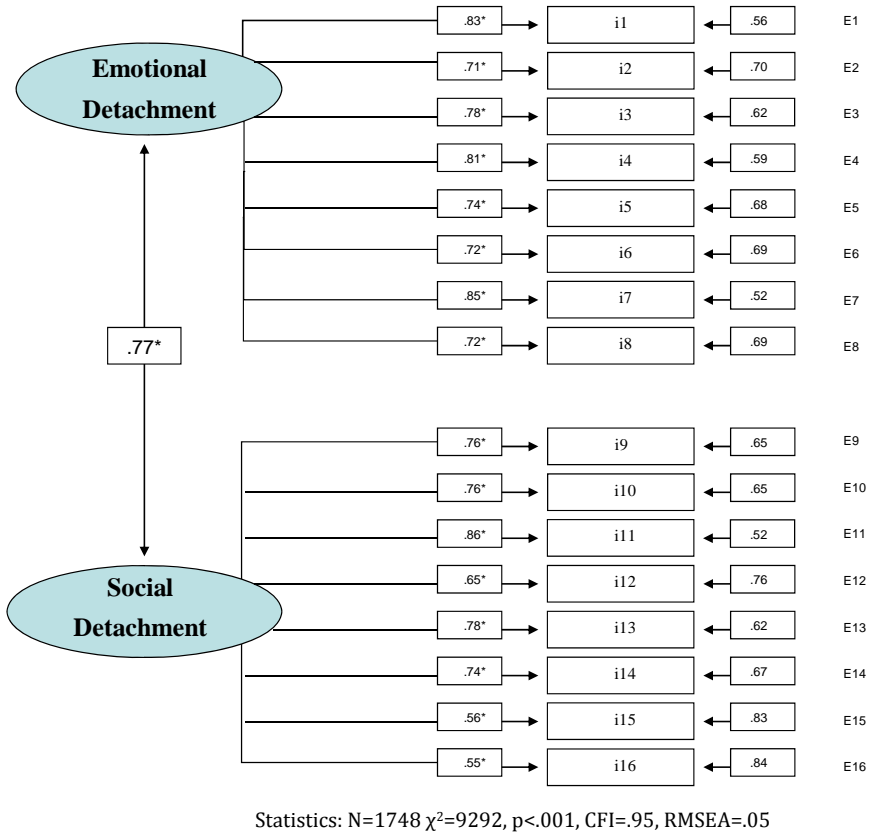 .83* i1 .56 E1
Emotional
Detachment
.71* i2 .70 E2
.78* i3 .62 E3
.81* i4 .59 E4
.74* i5 .68 E5
.72* i6 .69 E6
.85* i7 .52 E7
.72* i8 .69 E8
.77*
.76* i9 .65 E9
.76* i10 .65 E10
.86* i11 .52 E11
Social
Detachment
.65* i12 .76 E12
.78* i13 .62 E13
.74* i14 .67 E14
.56* i15 .83 E15
.55* i16 .84 E16
Statistics: N=1748 χ²=9292, p<.001, CFI=.95, RMSEA=.05